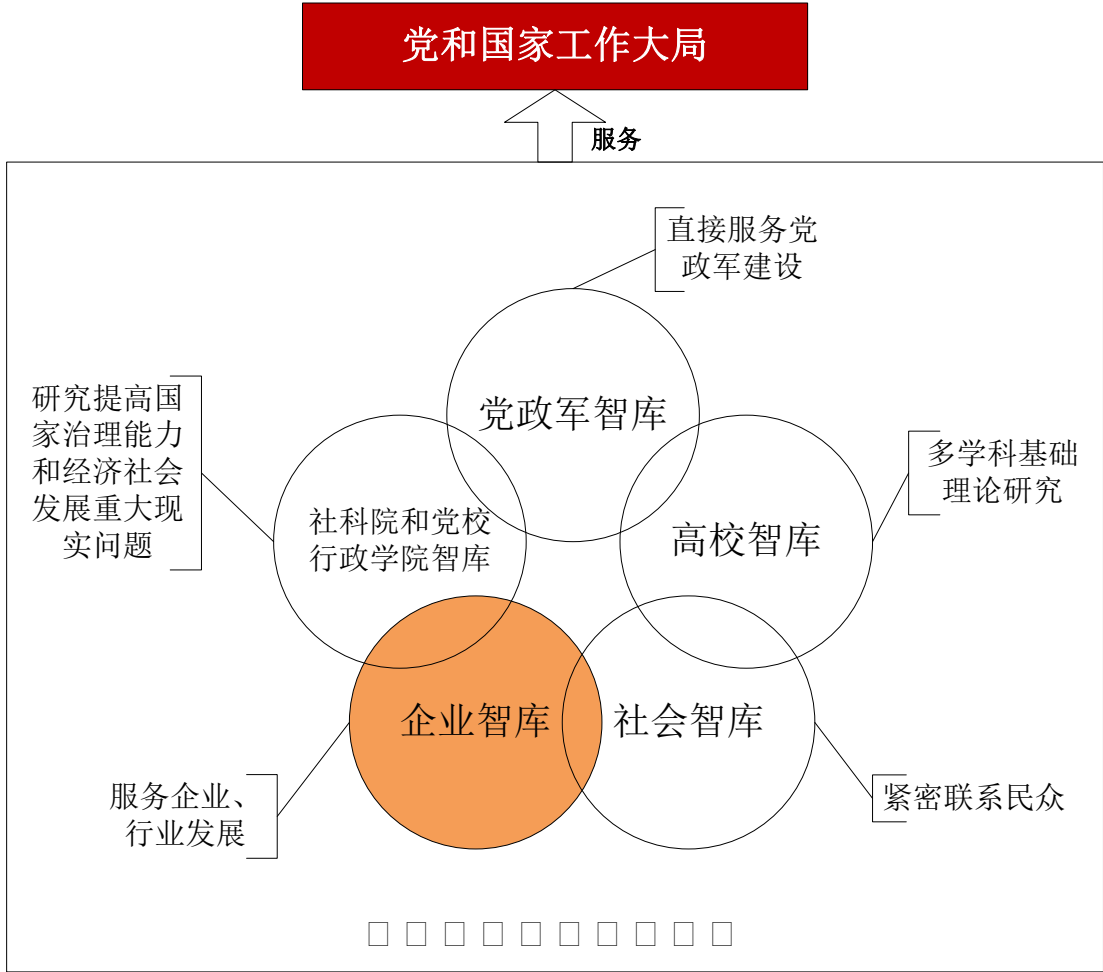 党和国家工作大局
服务
直接服务党
政军建设
党政军智库
研究提高国
家治理能力
和经济社会
发展重大现
实问题
社科院和党校
行政学院智库
高校智库
多学科基础
理论研究
企业智库
社会智库
服务企业、
行业发展
紧密联系民众